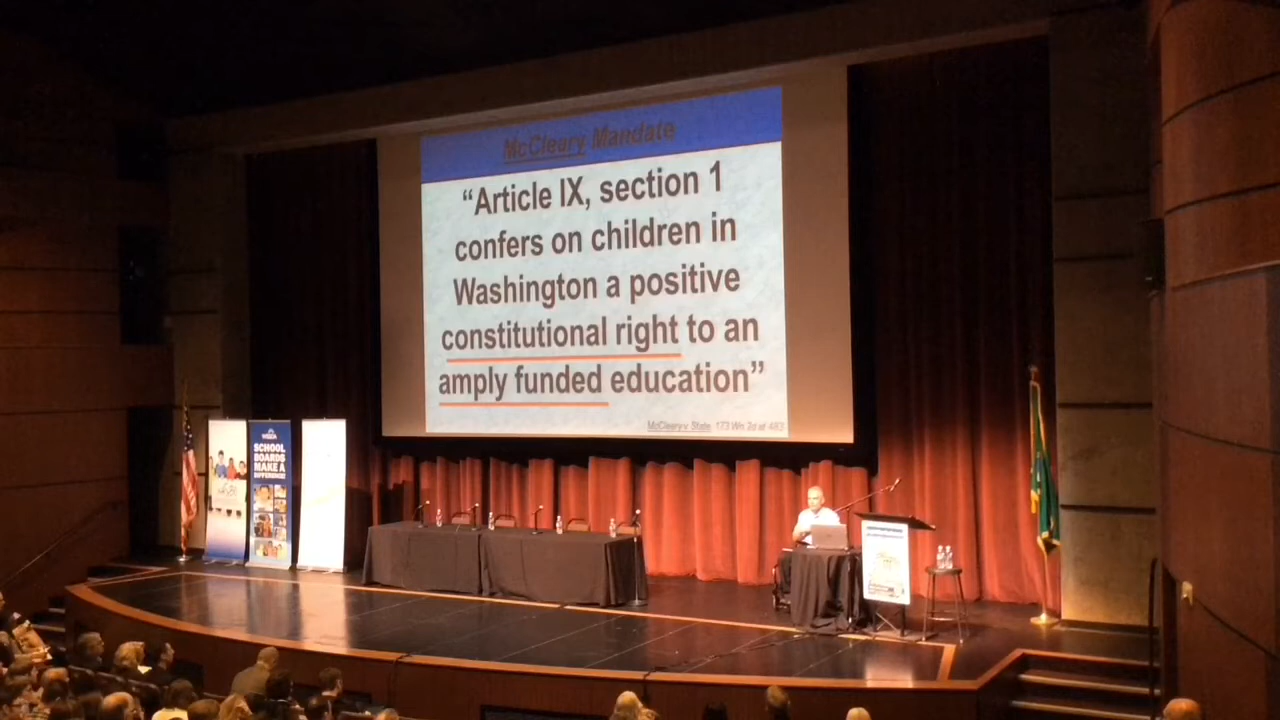 McCleary Mandate
“Article IX, section 1
confers on children in
Washington a positive
constitutional right to an
amply funded education”
McCleary v. State, 173 Wn.2d at 483
WSSDA
SCHOOL
BOARDS
MAKE A
DIFFERENCE!